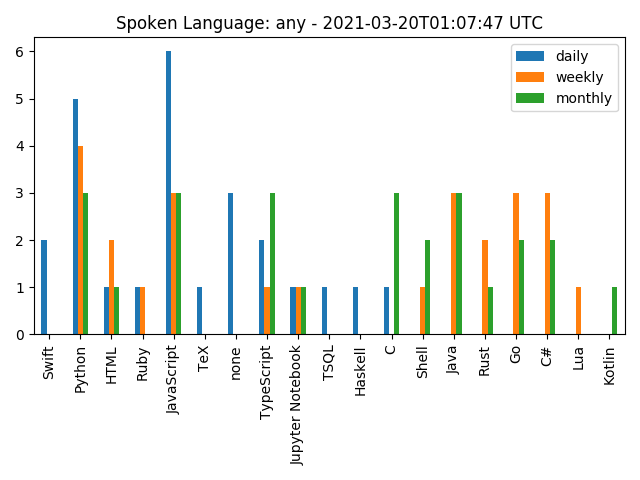 Spoken Language: any - 2021-03-20T01:07:47 UTC
daily
weekly
monthly
6
5
4
3
2
1
0
Swift
Python
HTML
Ruby
JavaScript
TeX
none
TypeScript
Jupyter Notebook
TSQL
Haskell
C
Shell
Java
Rust
Go
C#
Lua
Kotlin